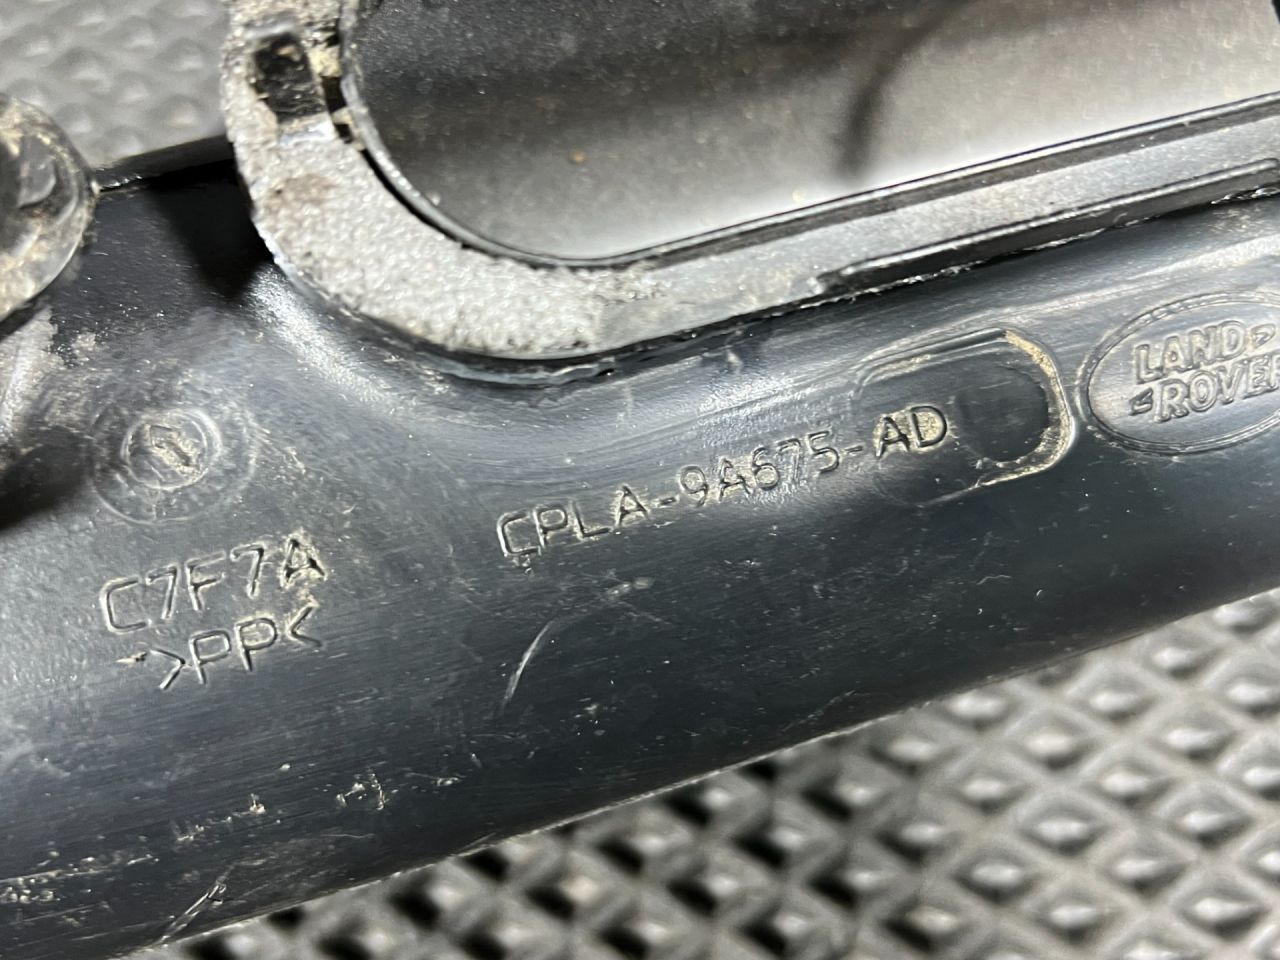 LAND
ROVER
CPLA-9A675-AD
C7F7A
>PP<